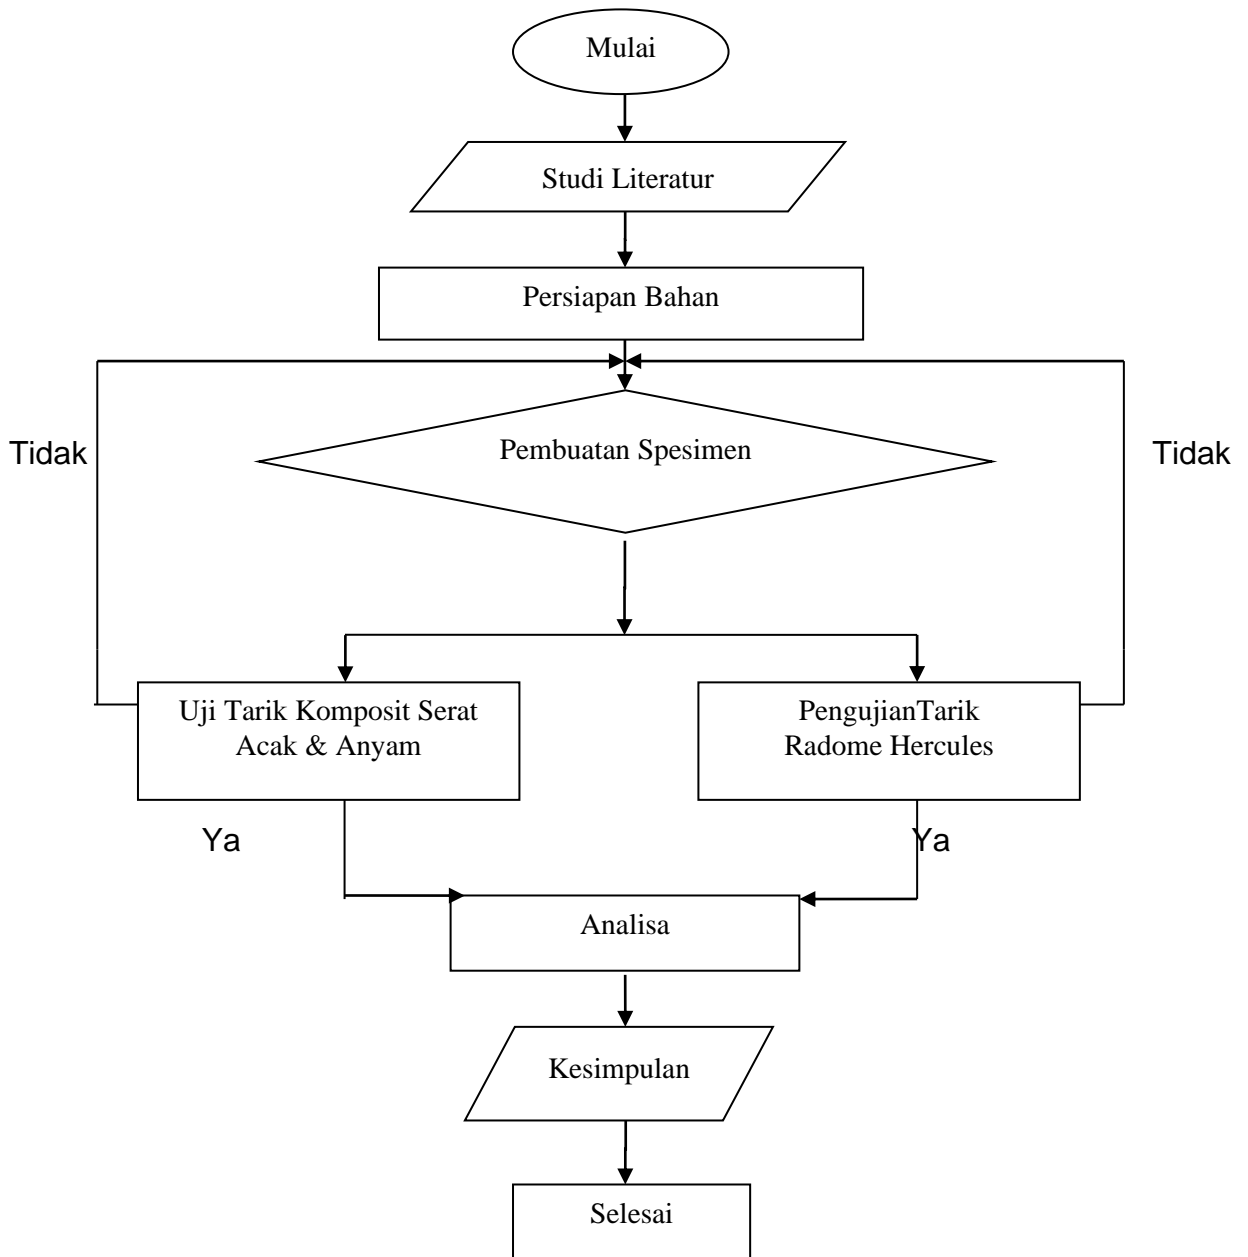 Mulai
Studi Literatur
Persiapan Bahan
Tidak
Pembuatan Spesimen
Tidak
Uji Tarik Komposit Serat
Acak & Anyam
PengujianTarik
Radome Hercules
Ya
Ya
Analisa
Kesimpulan
Selesai